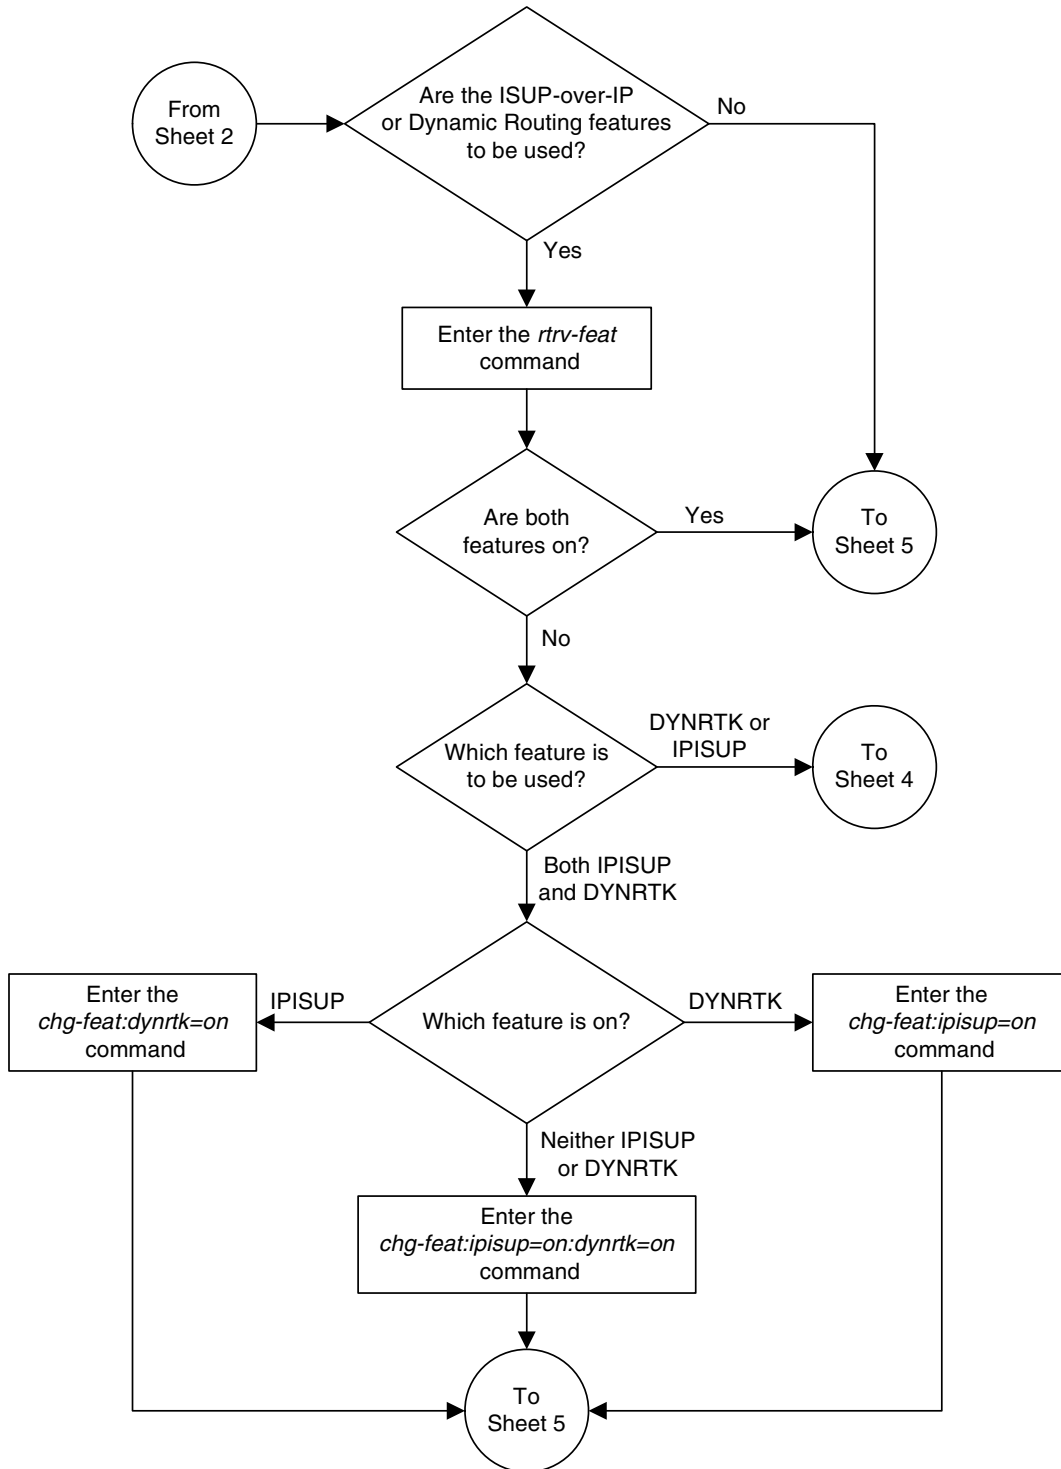 From
Sheet 2
Are the ISUP-over-IP
or Dynamic Routing features
to be used?
No
Yes
Enter the rtrv-feat
command
Are both
features on?
Yes
To
Sheet 5
No
Which feature is
to be used?
DYNRTK or
IPISUP
To
Sheet 4
Both IPISUP
and DYNRTK
Enter the
chg-feat:dynrtk=on
command
IPISUP
Which feature is on?
DYNRTK
Enter the
chg-feat:ipisup=on
command
Neither IPISUP
or DYNRTK
Enter the
chg-feat:ipisup=on:dynrtk=on
command
To
Sheet 5